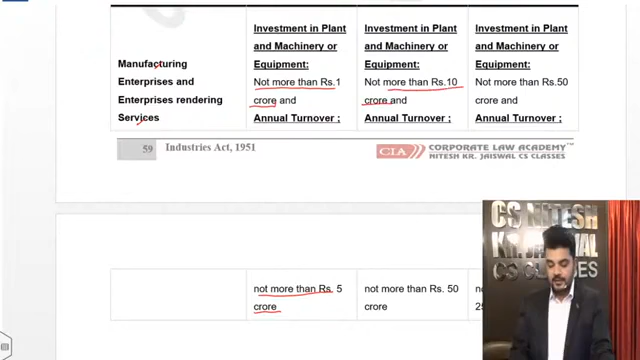 Manufacturing
Enterprises and
Enterprises rendering
Services
Investment in Plant
and Machinery or
Equipment:
Not more than Rs.1
crore and
Annual Turnover ;
Investment in Plant
and Machinery or
Equipment:
Not more than Rs.10
crore and
Annual Turnover ;
Investment in Plant
and Machinery or
Equipment:
Not more than Rs.50
crore and
Annual Turnover ;
59 Industries Act, 1951
CIA CORPORATE LAW ACADEMY
NITESH KR. JAISWAL CS CLASSES
not more than Rs. 5
crore
not more than Rs. 50
crore
25
CS NITESH
KR. JAISWAL
CS CLASSES